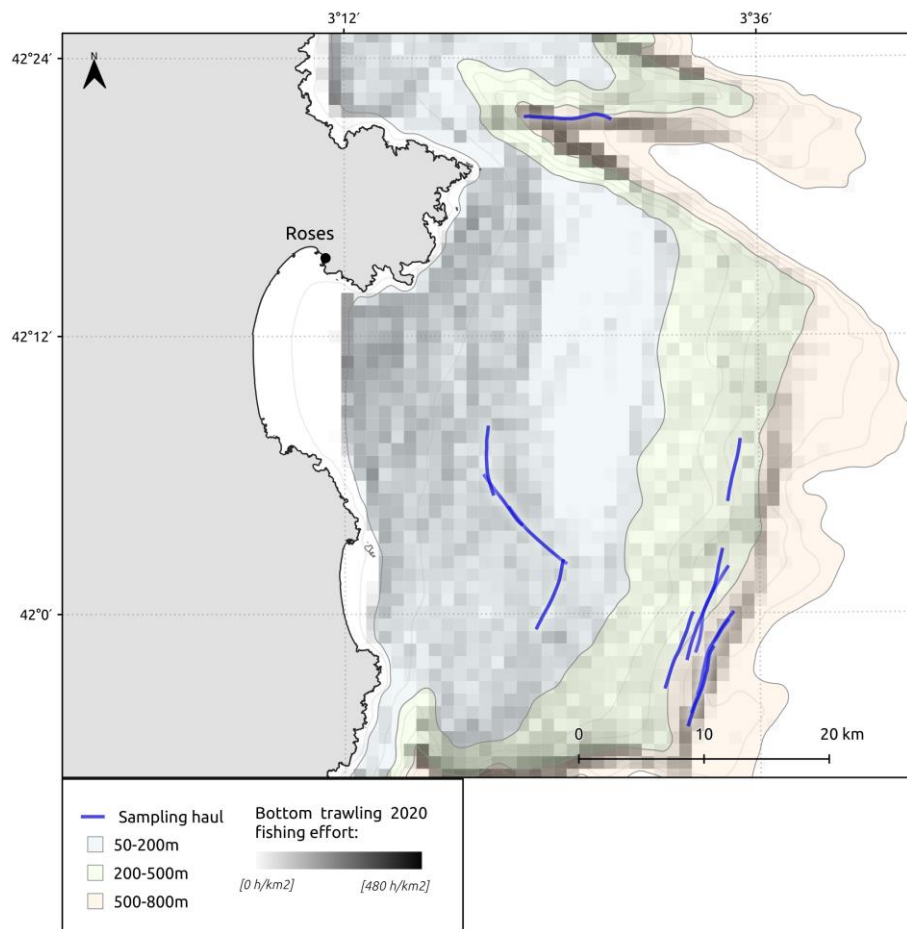 3°12′ 3°36′
42°24′
N
Roses
42°12′
42°0′
0 10 20 km
Sampling haul
50-200m
200-500m
500-800m
Bottom trawling 2020
fishing effort:
[0 h/km2] [480 h/km2]